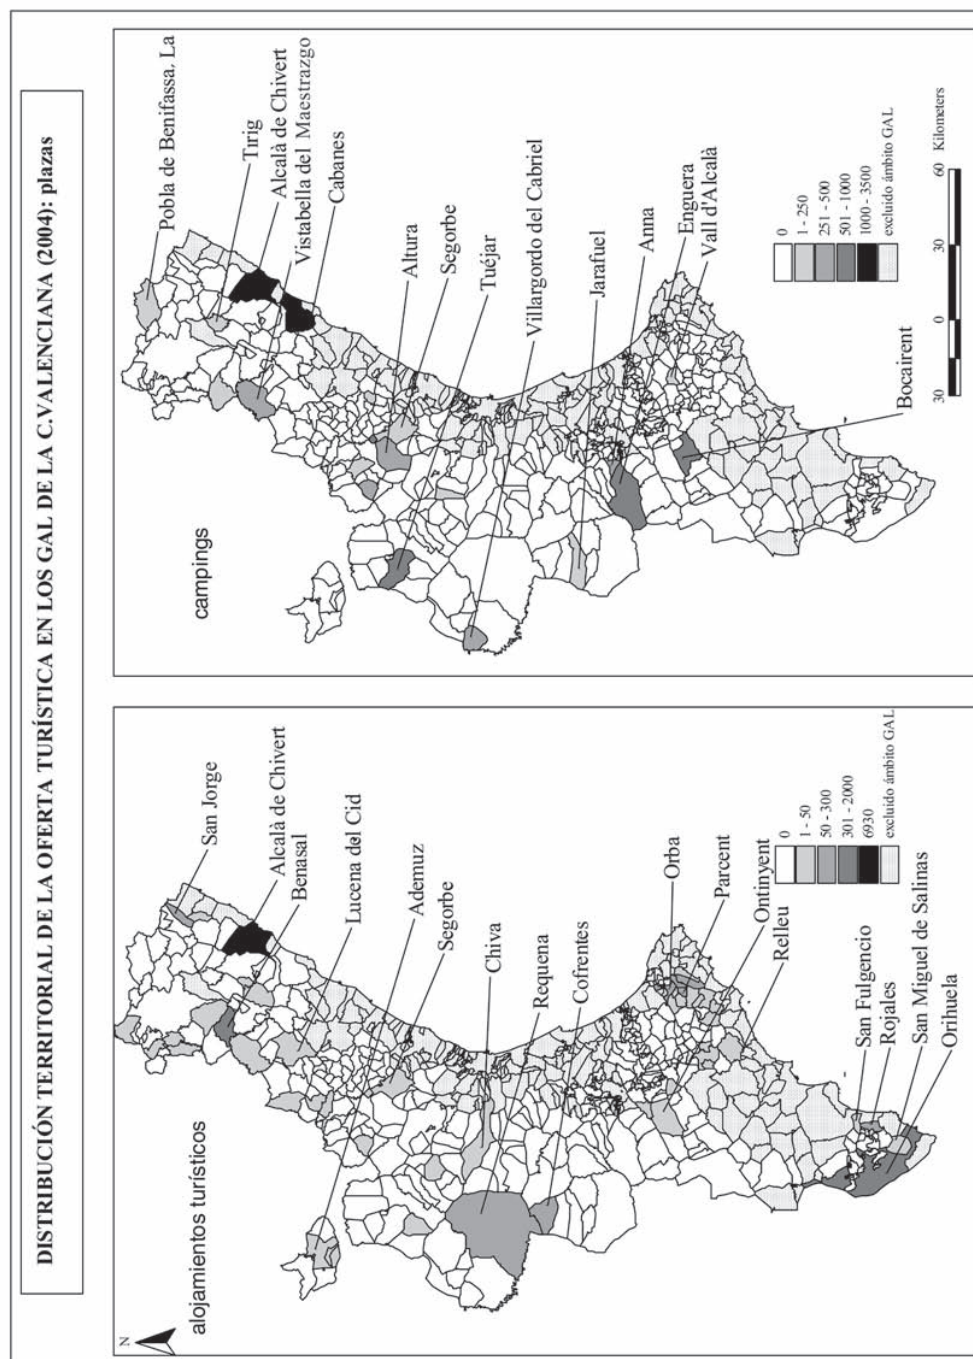 DISTRIBUCIÓN TERRITORIAL DE LA OFERTA TURÍSTICA EN LOS GAL DE LA C.VALENCIANA (2004): plazas
N
alojamientos turísticos
San Jorge
Alcalà de Chivert
Benasal
Lucena del Cid
Ademuz
Segorbe
Chiva
Requena
Cofrentes
Orba
Parcent
Ontinyent
Relleu
San Fulgencio
Rojales
San Miguel de Salinas
Orihuela
0
1 - 50
50 - 300
301 - 2000
6930
excluido ámbito GAL
campings
Pobla de Benifassa, La
Tirig
Alcalà de Chivert
Vistabella del Maestrazgo
Cabanes
Altura
Segorbe
Tuéjar
Villargordo del Cabriel
Jarafuel
Anna
Enguera
Vall d'Alcalà
Bocairent
0
1 - 250
251 - 500
501 - 1000
1000 - 3500
excluido ámbito GAL
30 0 30 60 Kilometers